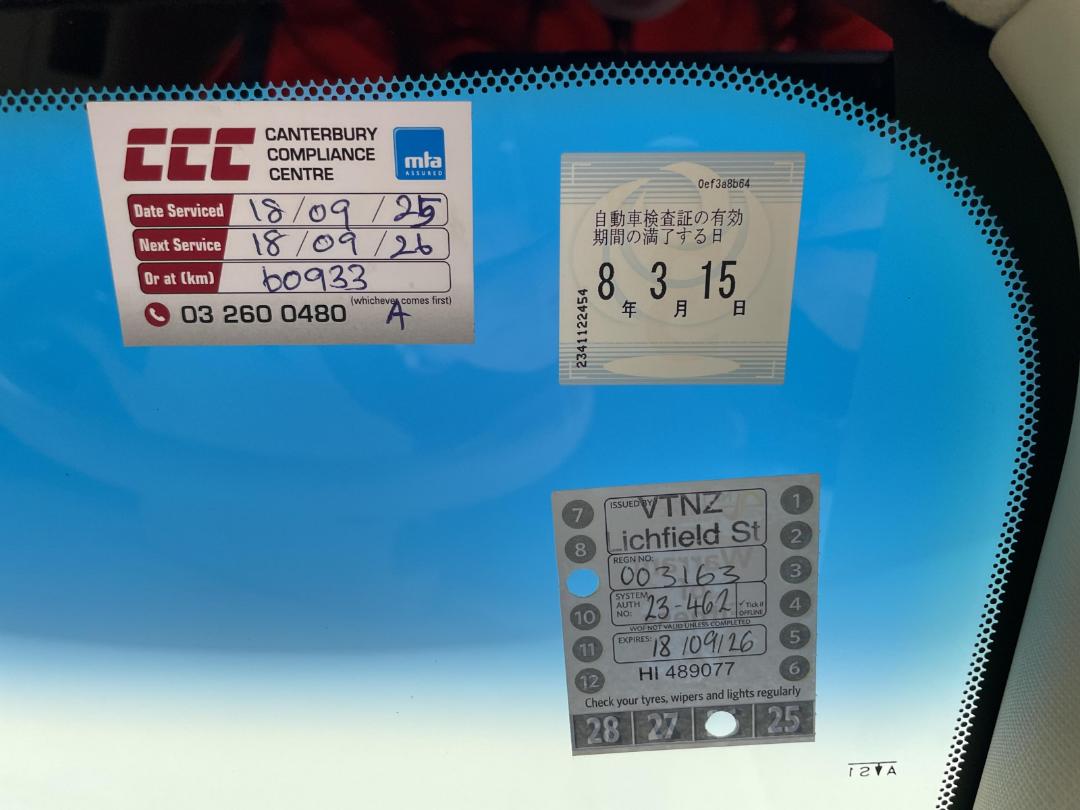 CCC CANTERBURY
COMPLIANCE
CENTRE
mta
ASSURED
Date Serviced 18/09/25
Next Service 18/09/26
Or at (km) 60933
(whichever comes first)
03 260 0480 A
0ef3a8b64
自動車検査証の有効
期間の満了する日
8年 3月 15日
2341122454
ISSUED BY VTNZ
Lichfield St
REGN NO:
003163
SYSTEM AUTH NO: 23-462 ✓Tick if OFFLINE
WOF NOT VALID UNLESS COMPLETED
EXPIRES: 18/09/26
HI 489077
7 1
8 2
3
10 4
11 5
12 6
Check your tyres, wipers and lights regularly
28 27 25